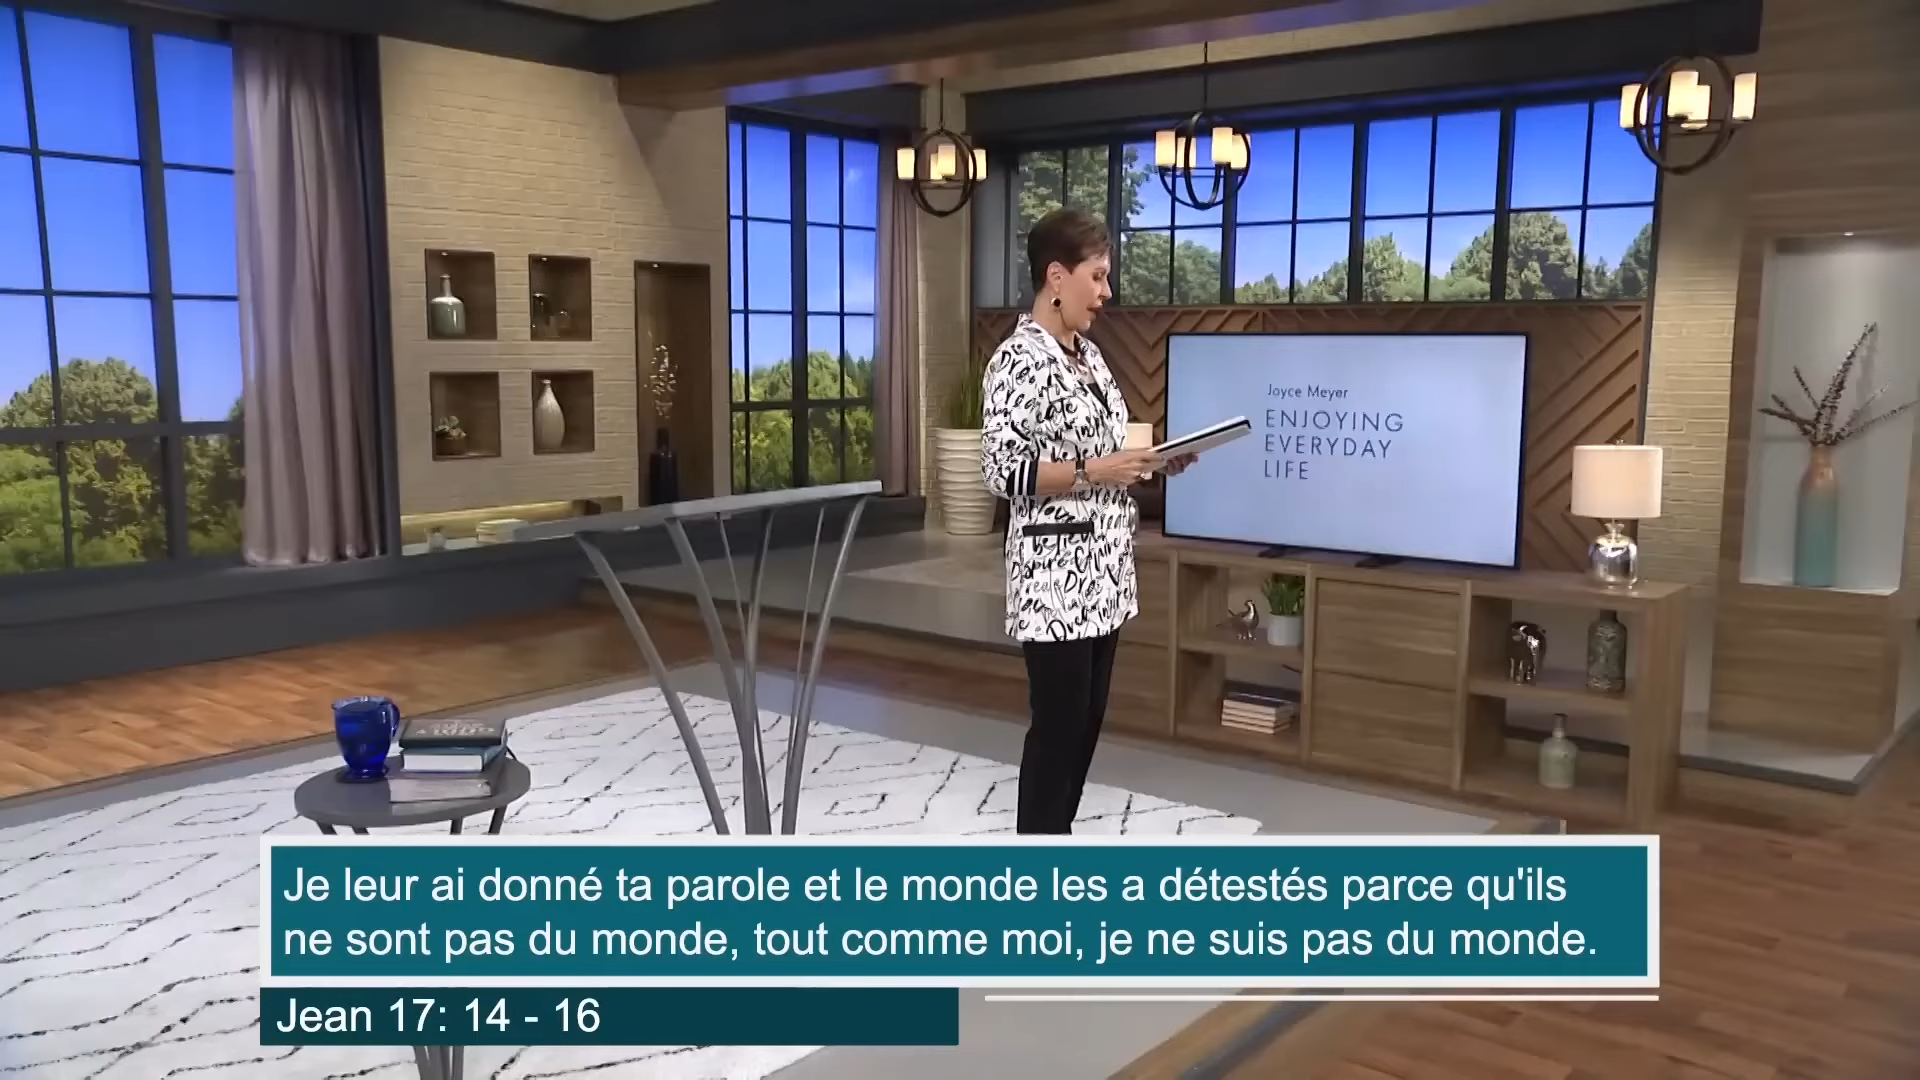 Joyce Meyer
ENJOYING
EVERYDAY
LIFE
Je leur ai donné ta parole et le monde les a détestés parce qu'ils
ne sont pas du monde, tout comme moi, je ne suis pas du monde.
Jean 17: 14 - 16